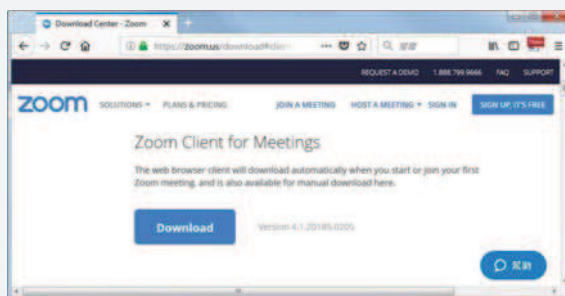 Download Center - Zoom
https://zoom.us/download#clien
REQUEST A DEMO 1.888.799.9666 FAQ SUPPORT
zoom SOLUTIONS PLANS & PRICING JOIN A MEETING HOST A MEETING SIGN IN SIGN UP, IT'S FREE
Zoom Client for Meetings
The web browser client will download automatically when you start or join your first
Zoom meeting, and is also available for manual download here.
Download Version 4.1.20185.0205
幫助